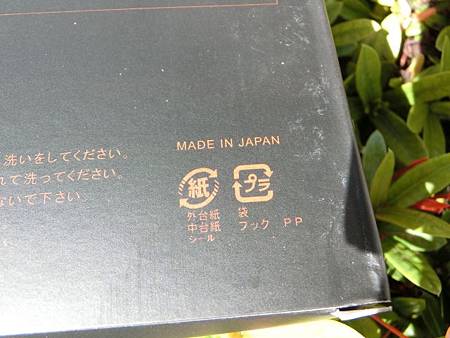 洗いをしてください。
れて洗ってください。
ないで下さい。
MADE IN JAPAN
紙 プラ
外台紙 袋
中台紙 フック PP
シール